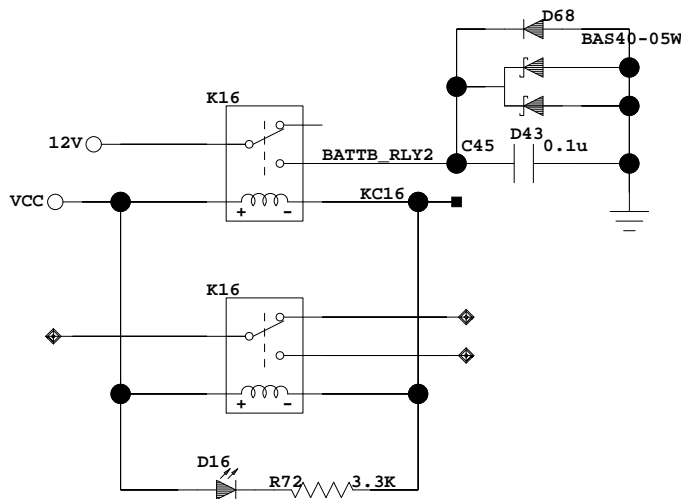 D68
BAS40-05W
K16
12V
BATTB_RLY2
C45
D43
0.1u
VCC
KC16
+ -
K16
+ -
D16
R72
3.3K